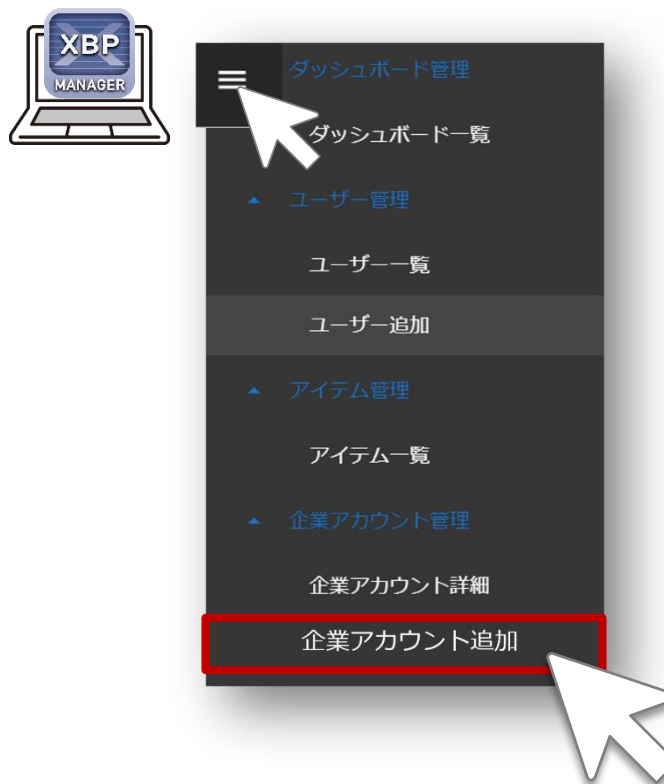 XBP
MANAGER
ダッシュボード管理
ダッシュボード一覧
ユーザー管理
ユーザー一覧
ユーザー追加
アイテム管理
アイテム一覧
企業アカウント管理
企業アカウント詳細
企業アカウント追加